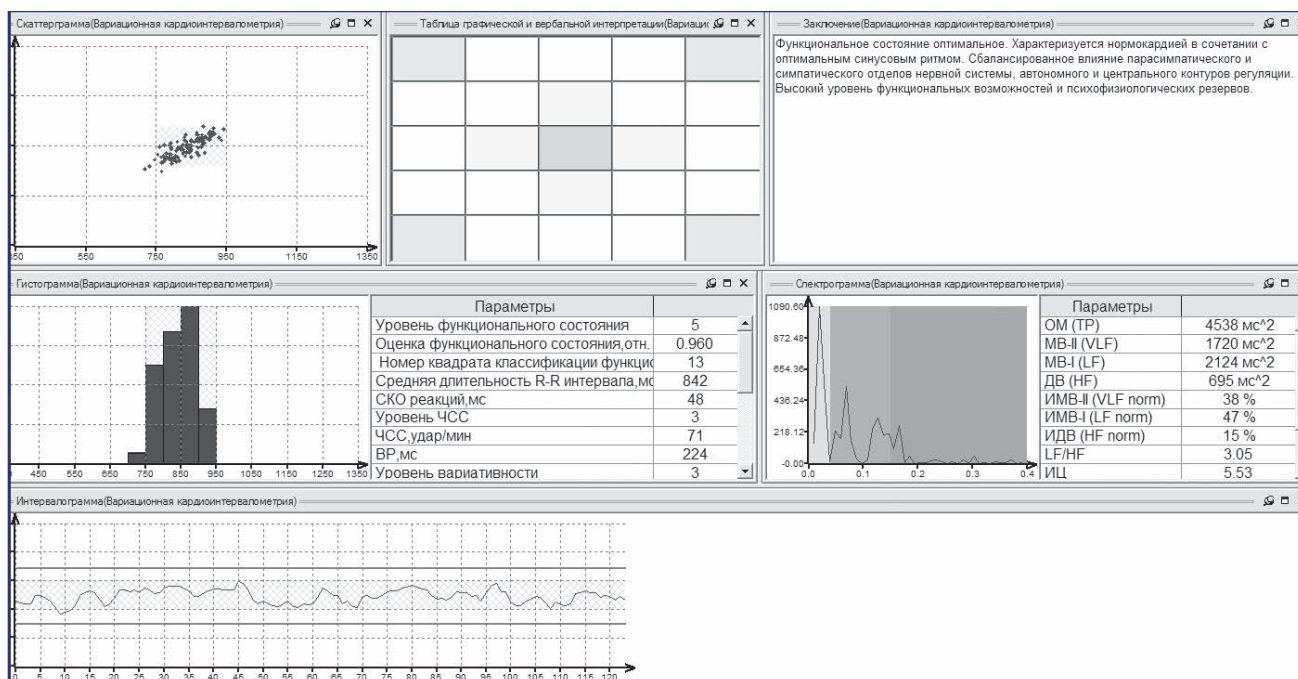 Скаттерграмма(Вариационная кардиоинтервалометрия)
550 750 950 1150 1350
Таблица графической и вербальной интерпретации(Вариаци
Заключение(Вариационная кардиоинтервалометрия)
Функциональное состояние оптимальное. Характеризуется нормокардией в сочетании с
оптимальным синусовым ритмом. Сбалансированное влияние парасимпатического и
симпатического отделов нервной системы, автономного и центрального контуров регуляции.
Высокий уровень функциональных возможностей и психофизиологических резервов.
Гистограмма(Вариационная кардиоинтервалометрия)
450 550 650 750 850 950 1050 1150 1250 1350
Параметры
Уровень функционального состояния 5
Оценка функционального состояния,отн. 0.960
Номер квадрата классификации функцио 13
Средняя длительность R-R интервала,мс 842
СКО реакций,мс 48
Уровень ЧСС 3
ЧСС,удар/мин 71
ВР,мс 224
Уровень вариативности 3
Спектрограмма(Вариационная кардиоинтервалометрия)
1090.60
872.48
654.36
436.24
218.12
-0.00
0.0 0.1 0.2 0.3 0.4
Параметры
ОМ (TP) 4538 мс^2
МВ-II (VLF) 1720 мс^2
МВ-I (LF) 2124 мс^2
ДВ (HF) 695 мс^2
ИМВ-II (VLF norm) 38 %
ИМВ-I (LF norm) 47 %
ИДВ (HF norm) 15 %
LF/HF 3.05
ИЦ 5.53
Интервалограмма(Вариационная кардиоинтервалометрия)
0 5 10 15 20 25 30 35 40 45 50 55 60 65 70 75 80 85 90 95 100 105 110 115 120